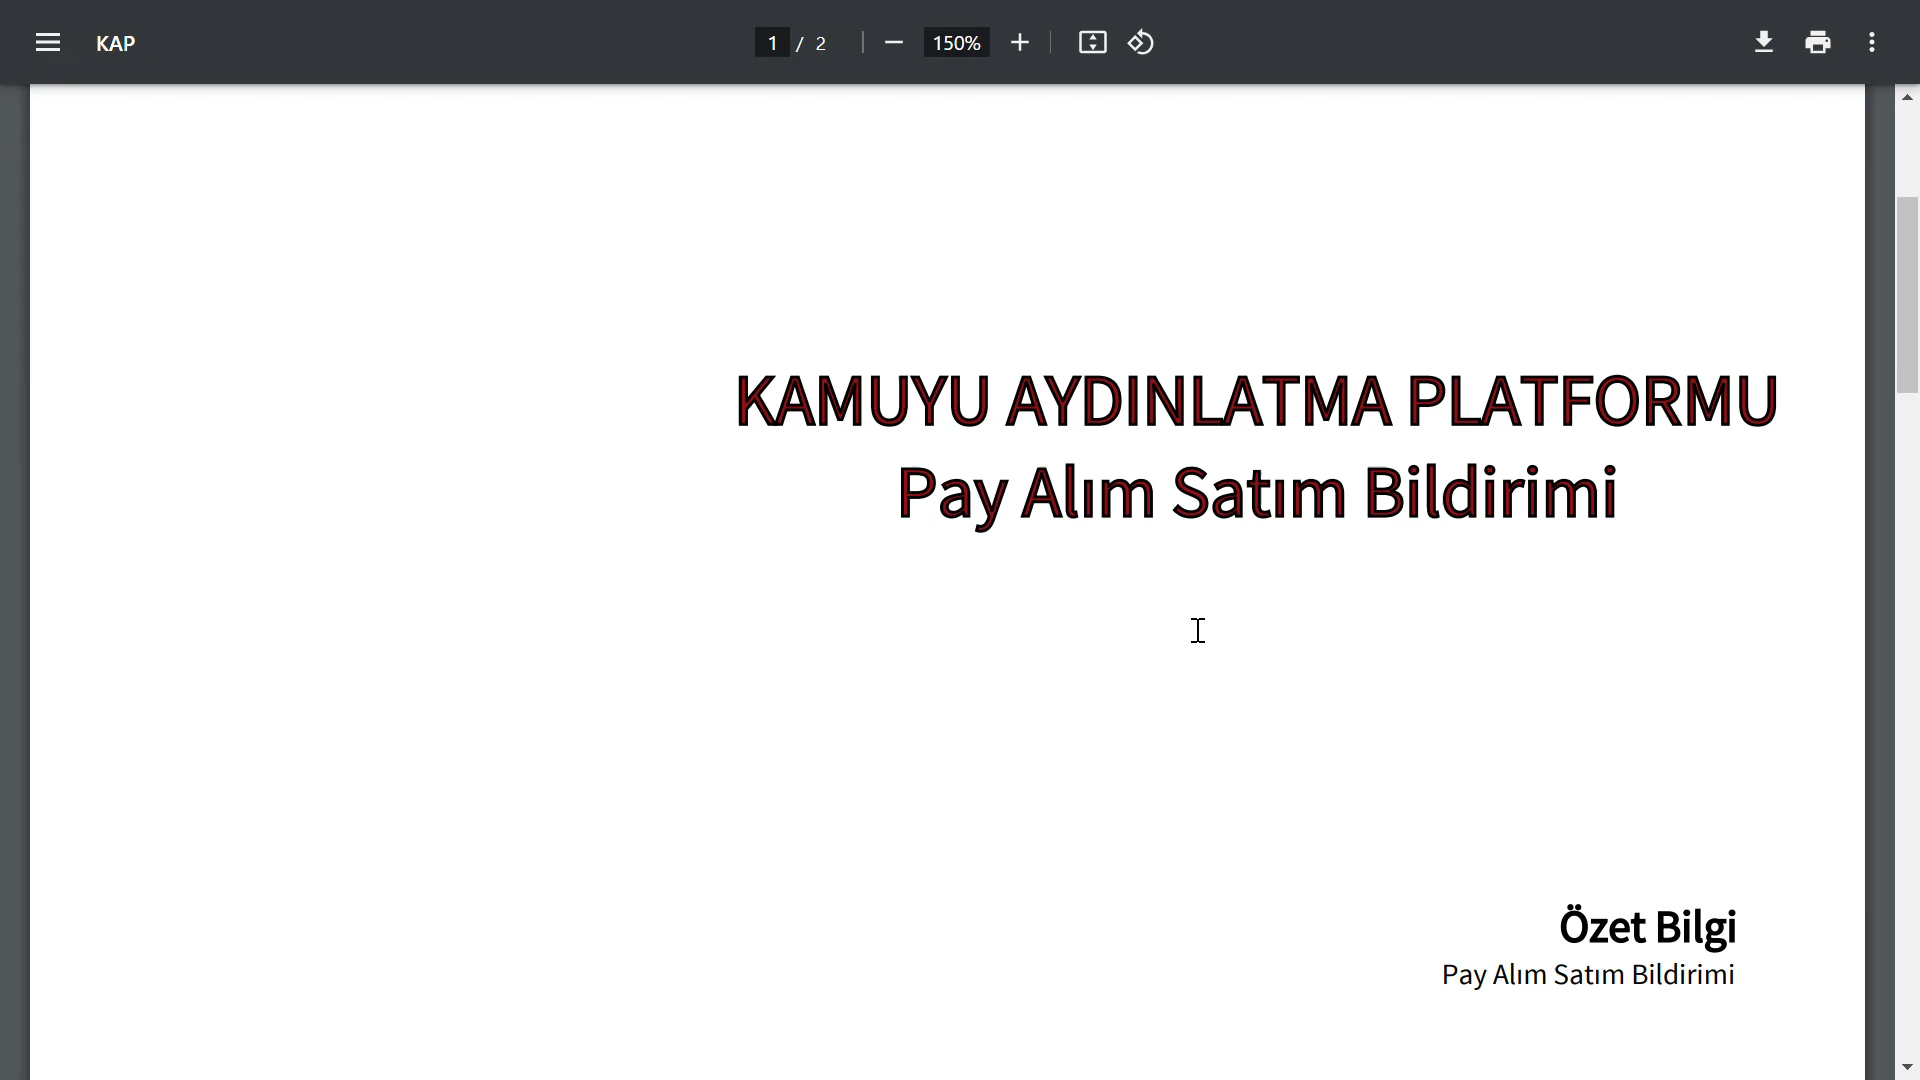 KAP
1 / 2
150%
KAMUYU AYDINLATMA PLATFORMU
Pay Alım Satım Bildirimi
Özet Bilgi
Pay Alım Satım Bildirimi